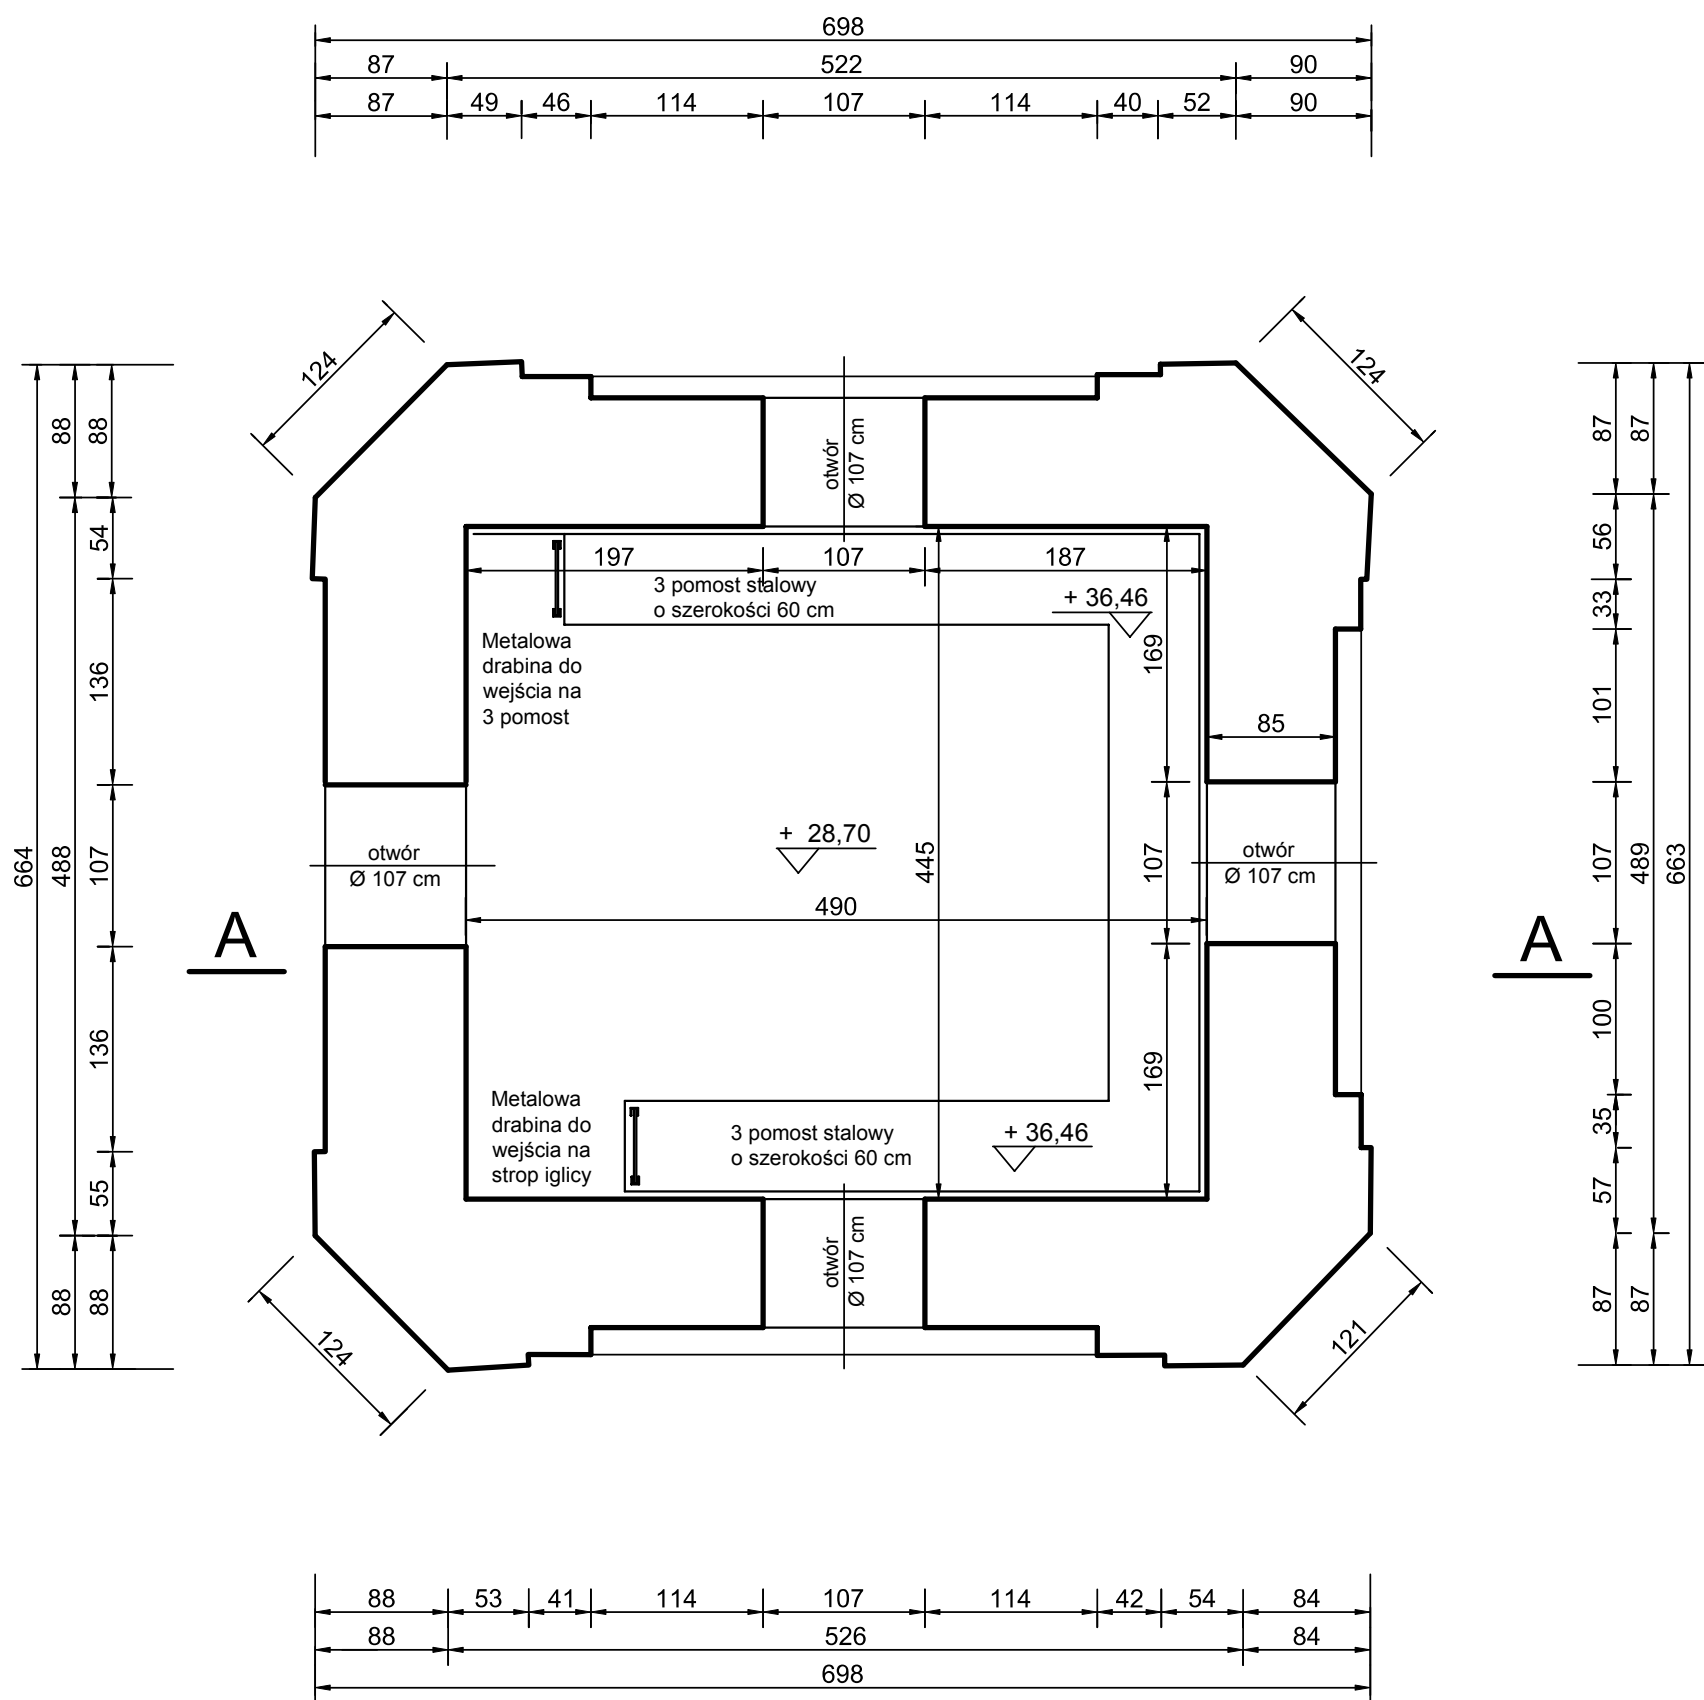 698
87 522 90
87 49 46 114 107 114 40 52 90
124
124
664
488
88
88
88
54
136
107
136
55
88
87
56
33
101
107
100
35
57
87
87
489
87
663
otwór
Ø 107 cm
197 107 187
3 pomost stalowy
o szerokości 60 cm
+ 36,46
Metalowa
drabina do
wejścia na
3 pomost
169
85
+ 28,70
otwór
Ø 107 cm
445
107
otwór
Ø 107 cm
490
A
A
169
Metalowa
drabina do
wejścia na
strop iglicy
3 pomost stalowy
o szerokości 60 cm
+ 36,46
otwór
Ø 107 cm
124
121
88 53 41 114 107 114 42 54 84
88 526 84
698